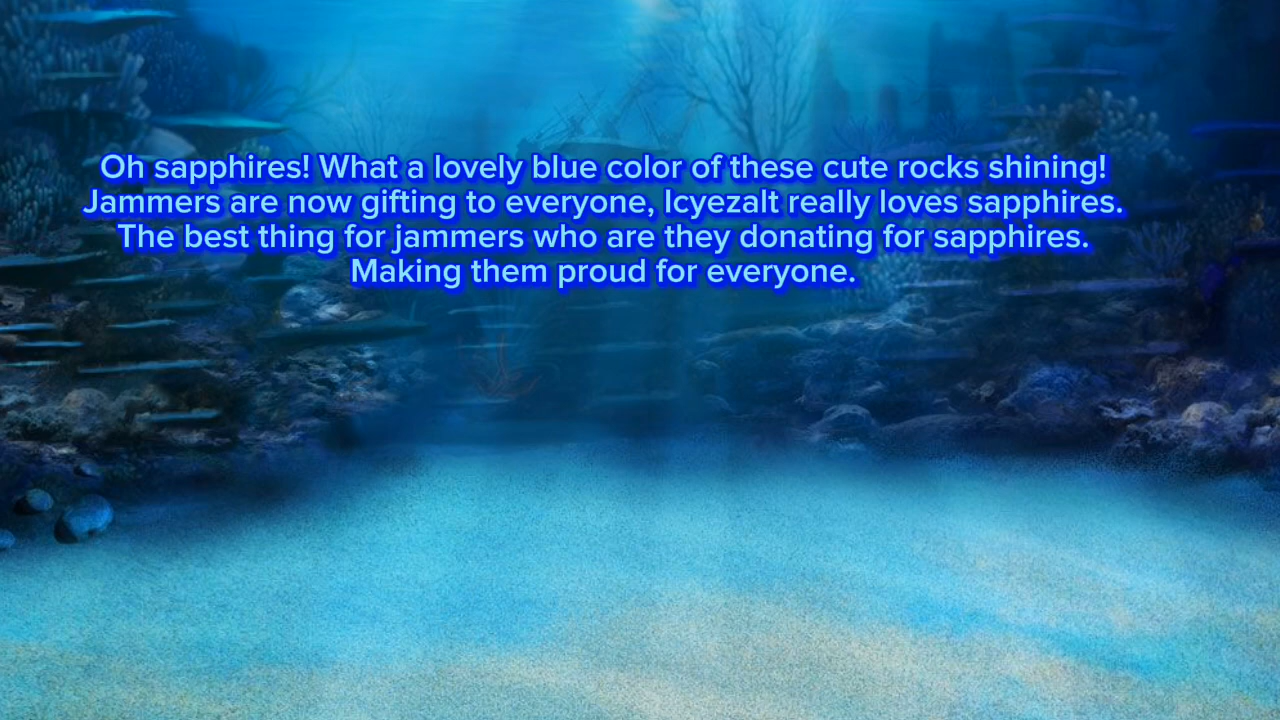 Oh sapphires! What a lovely blue color of these cute rocks shining!
Jammers are now gifting to everyone, Icyezalt really loves sapphires.
The best thing for jammers who are they donating for sapphires.
Making them proud for everyone.